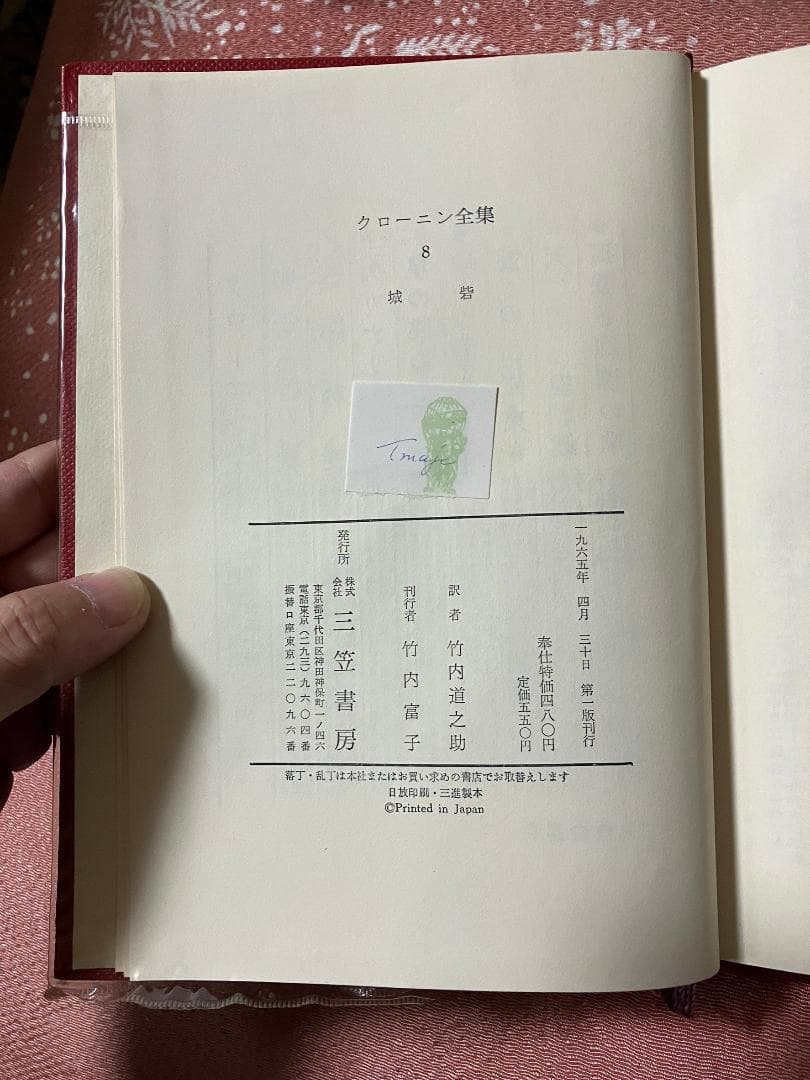 クローニン全集
8
城砦
一九六五年 四月 三十日 第一版刊行
奉仕特価四八〇円
定価五五〇円
訳者 竹内道之助
刊行者 竹内富子
発行所 株式会社 三笠書房
東京都千代田区神田神保町一ノ四六
電話東京(二九三)九六〇四番
振替口座東京二二〇九六番
落丁・乱丁は本社またはお買い求めの書店でお取替えします
日放印刷・三進製本
©Printed in Japan